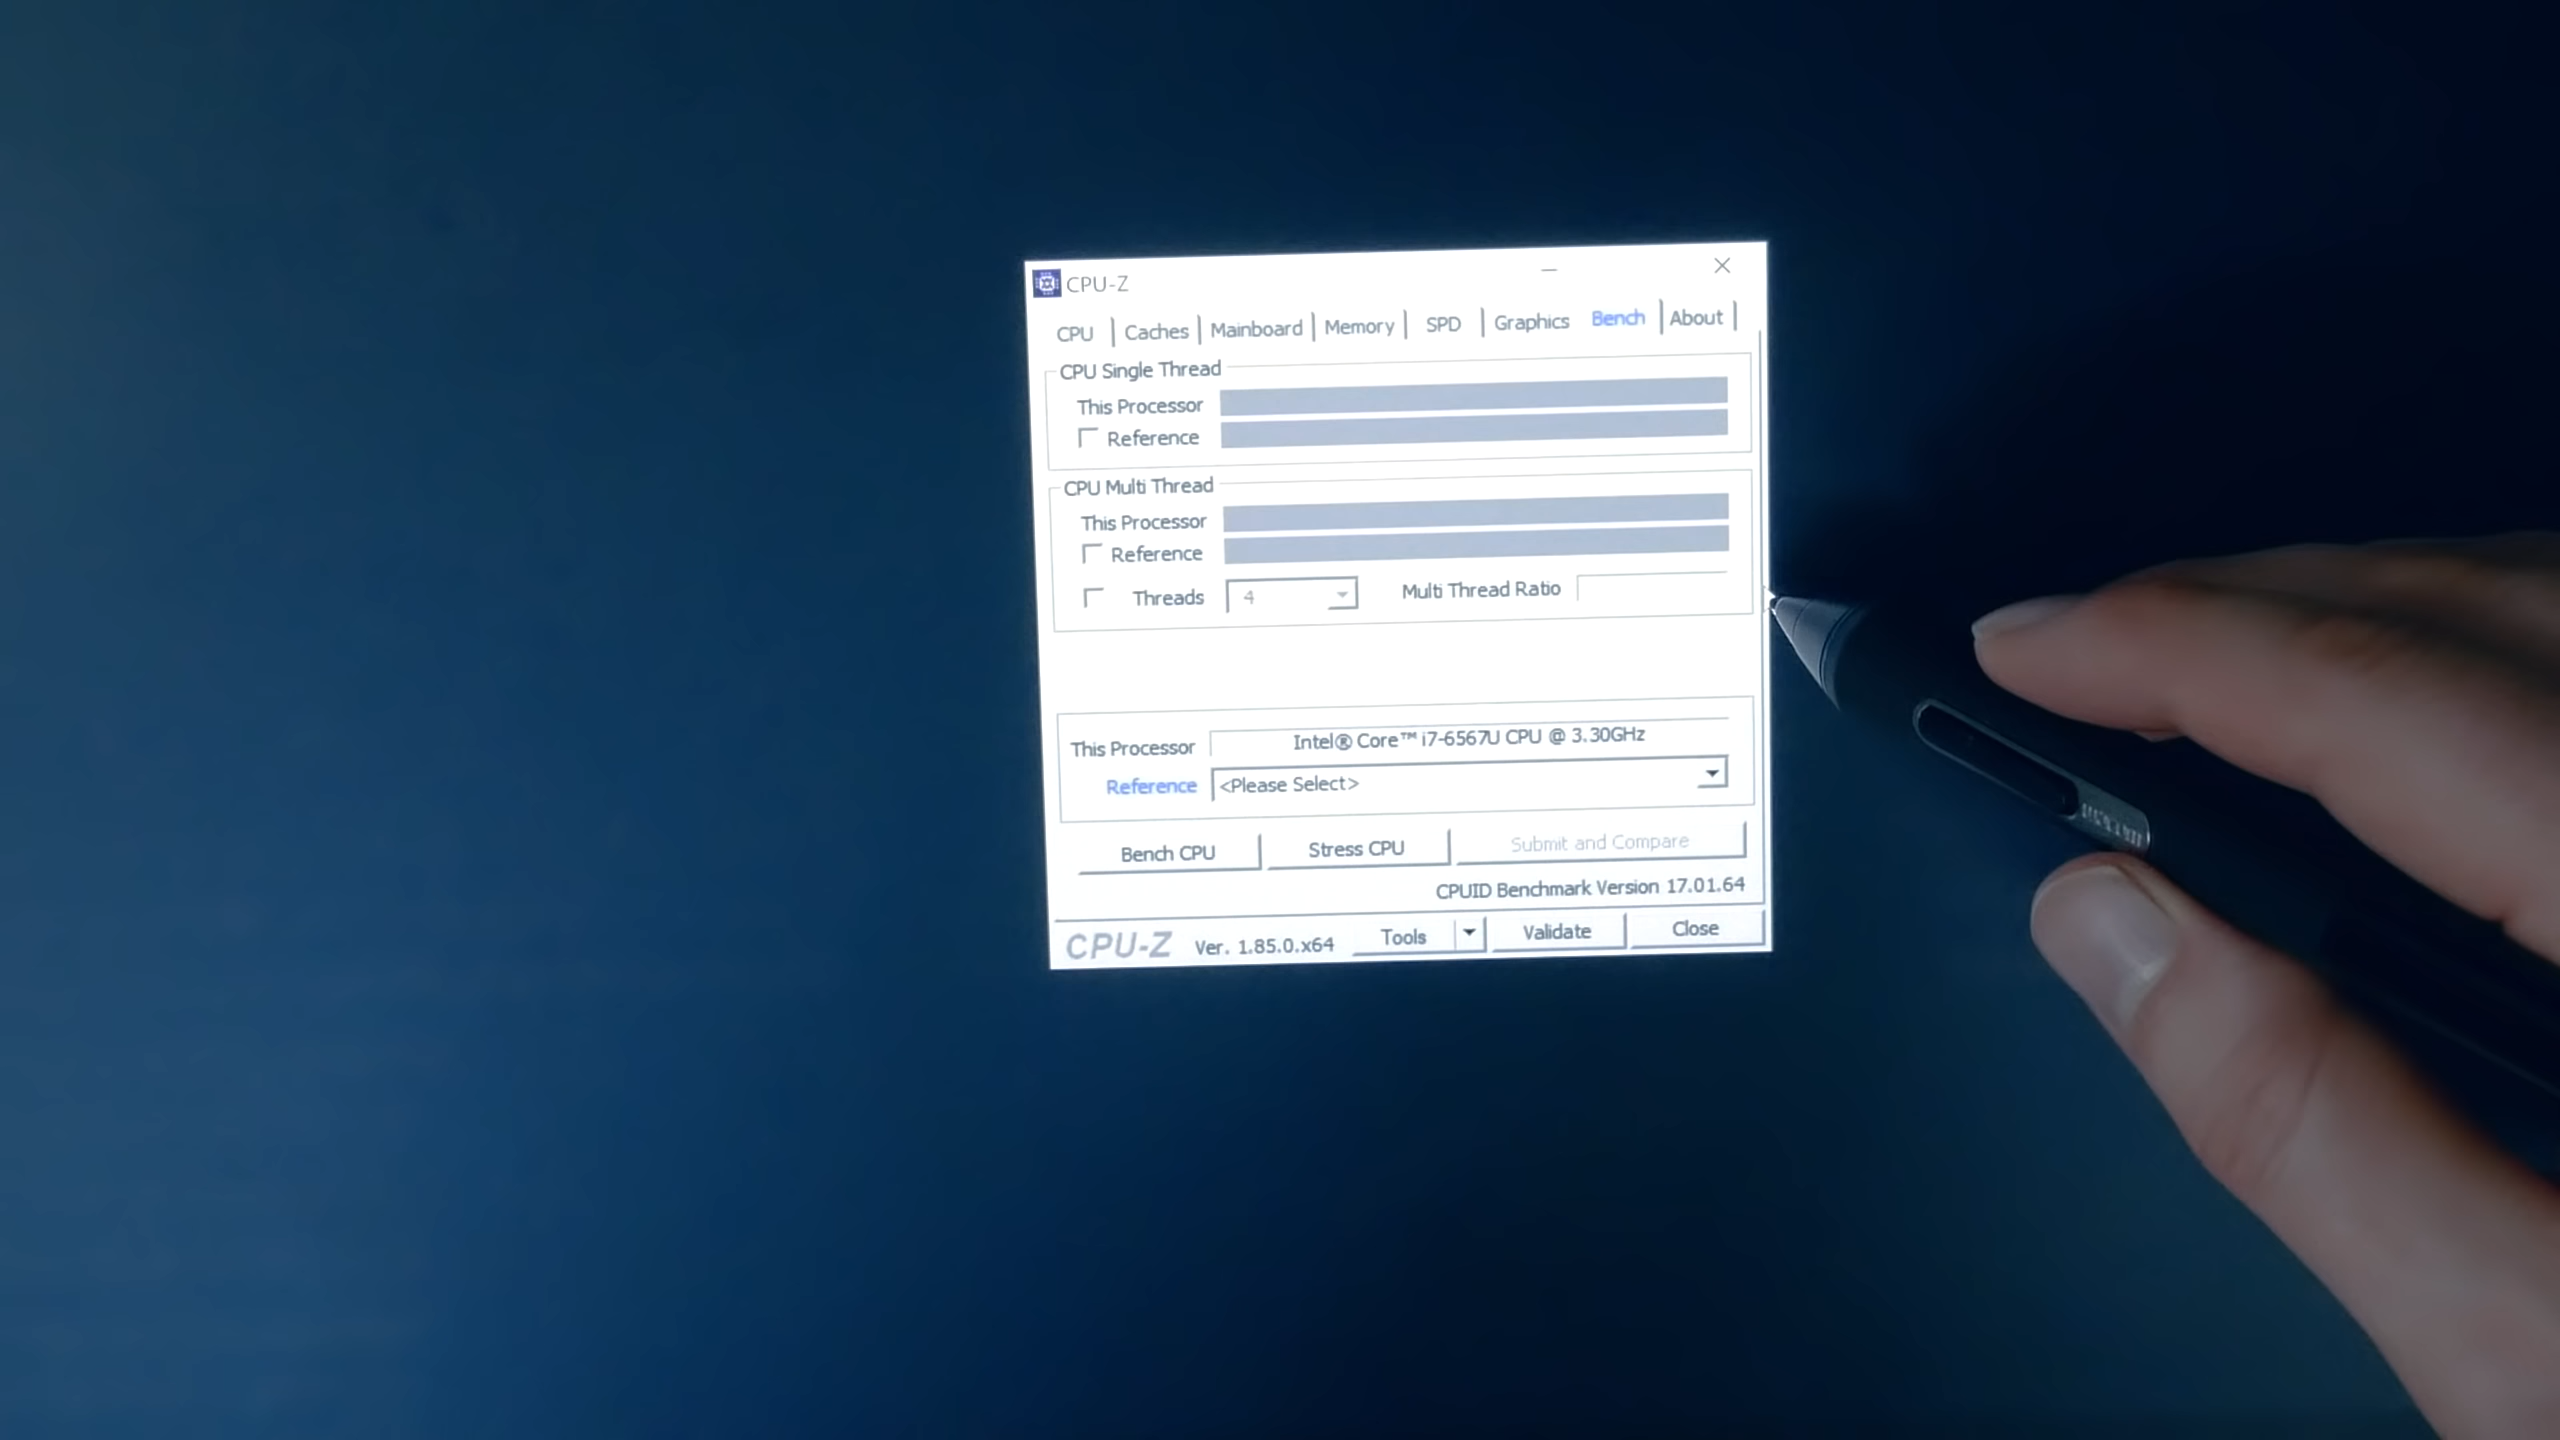 CPU-Z
CPU Caches Mainboard Memory SPD Graphics Bench About
CPU Single Thread
This Processor
Reference
CPU Multi Thread
This Processor
Reference
Threads 4 Multi Thread Ratio
This Processor Intel® Core™ i7-6567U CPU @ 3.30GHz
Reference <Please Select>
Bench CPU Stress CPU Submit and Compare
CPUID Benchmark Version 17.01.64
CPU-Z Ver. 1.85.0.x64 Tools Validate Close